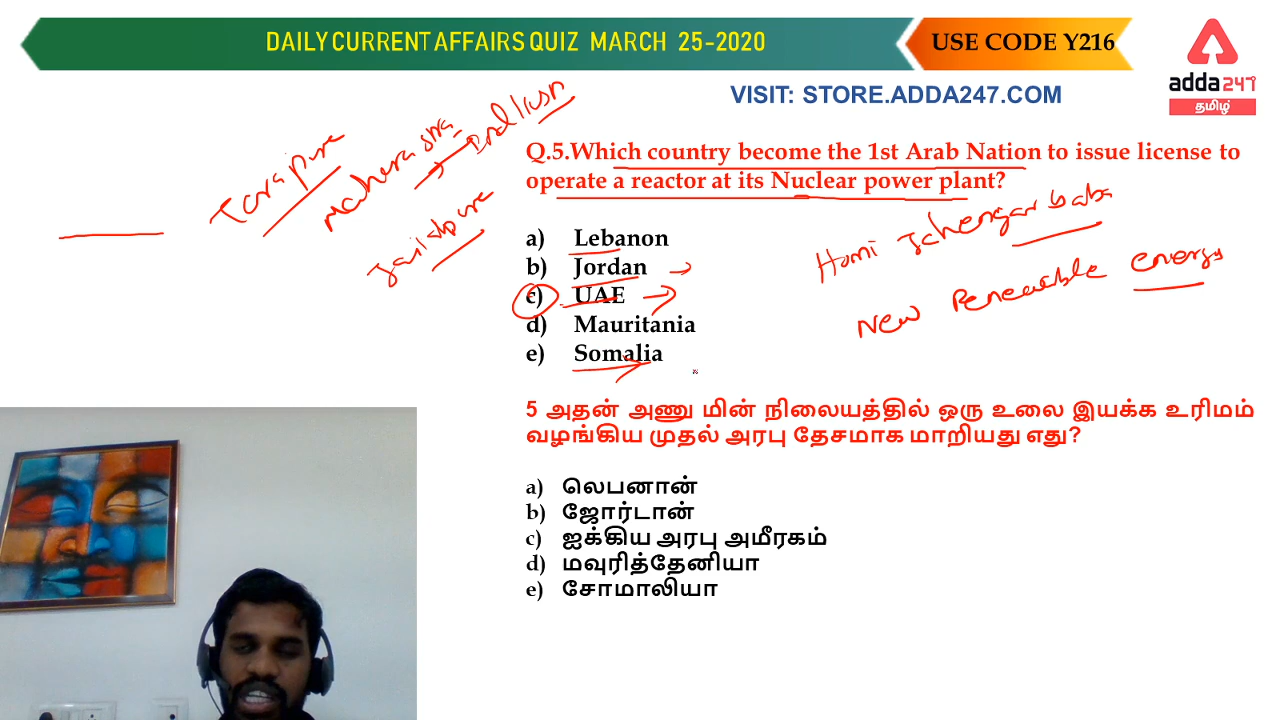 DAILY CURRENT AFFAIRS QUIZ MARCH 25-2020
USE CODE Y216
adda247
தமிழ்
VISIT: STORE.ADDA247.COM
Tarapure
Q.5.Which country become the 1st Arab Nation to issue license to
operate a reactor at its Nuclear power plant?
a) Lebanon
b) Jordan
c) UAE
d) Mauritania
e) Somalia
Homi
New Renewable energy
5 அதன் அணு மின் நிலையத்தில் ஒரு உலை இயக்க உரிமம்
வழங்கிய முதல் அரபு தேசமாக மாறியது எது?
a) லெபனான்
b) ஜோர்டான்
c) ஐக்கிய அரபு அமீரகம்
d) மவுரித்தேனியா
e) சோமாலியா